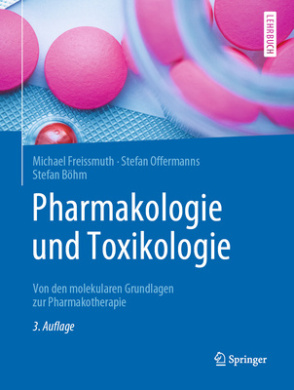 LEHRBUCH
Michael Freissmuth · Stefan Offermanns
Stefan Böhm
Pharmakologie
und Toxikologie
Von den molekularen Grundlagen
zur Pharmakotherapie
3. Auflage
Springer